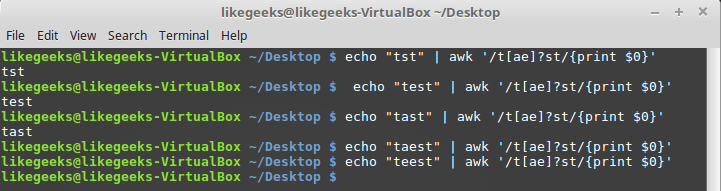 likegeeks@likegeeks-VirtualBox ~/Desktop
File Edit View Search Terminal Help
likegeeks@likegeeks-VirtualBox ~/Desktop $ echo "tst" | awk '/t[ae]?st/{print $0}'
tst
likegeeks@likegeeks-VirtualBox ~/Desktop $  echo "test" | awk '/t[ae]?st/{print $0}'
test
likegeeks@likegeeks-VirtualBox ~/Desktop $ echo "tast" | awk '/t[ae]?st/{print $0}'
tast
likegeeks@likegeeks-VirtualBox ~/Desktop $ echo "taest" | awk '/t[ae]?st/{print $0}'
likegeeks@likegeeks-VirtualBox ~/Desktop $ echo "teest" | awk '/t[ae]?st/{print $0}'
likegeeks@likegeeks-VirtualBox ~/Desktop $